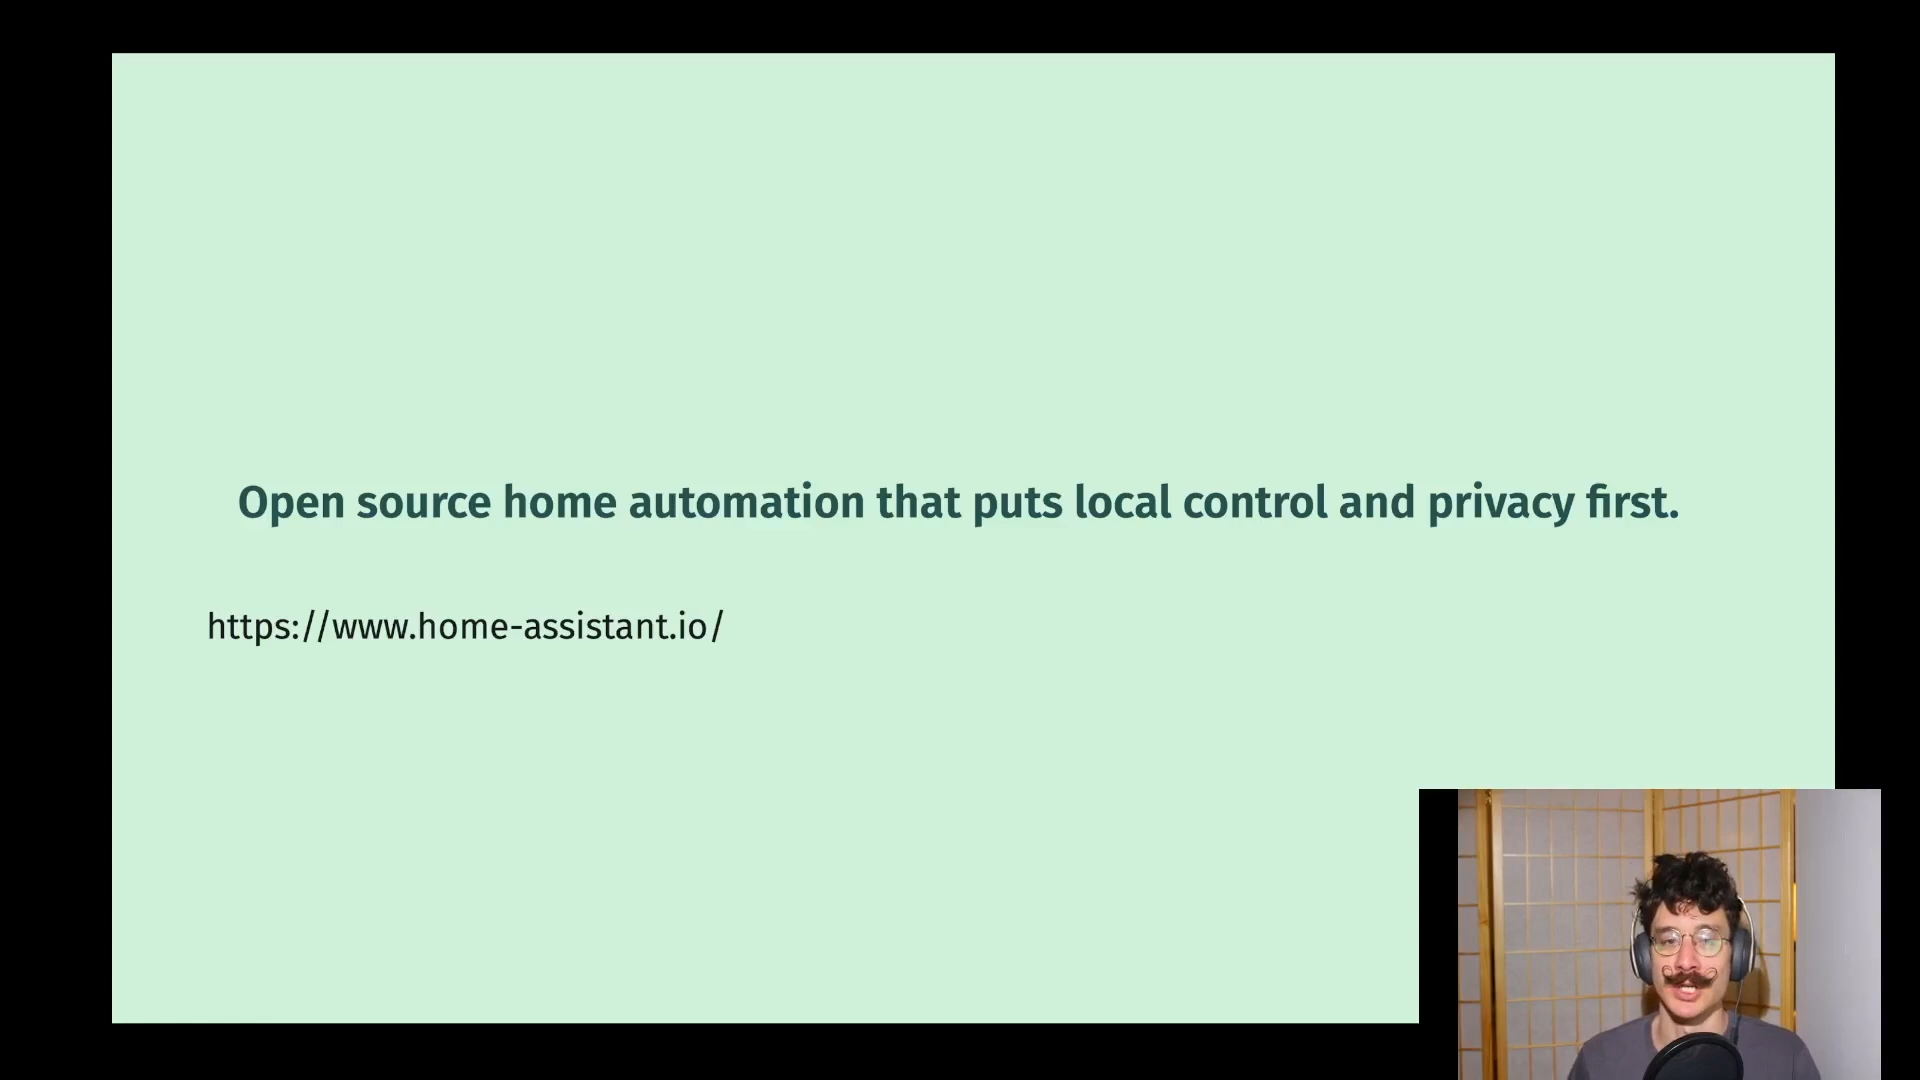 Open source home automation that puts local control and privacy first.
https://www.home-assistant.io/